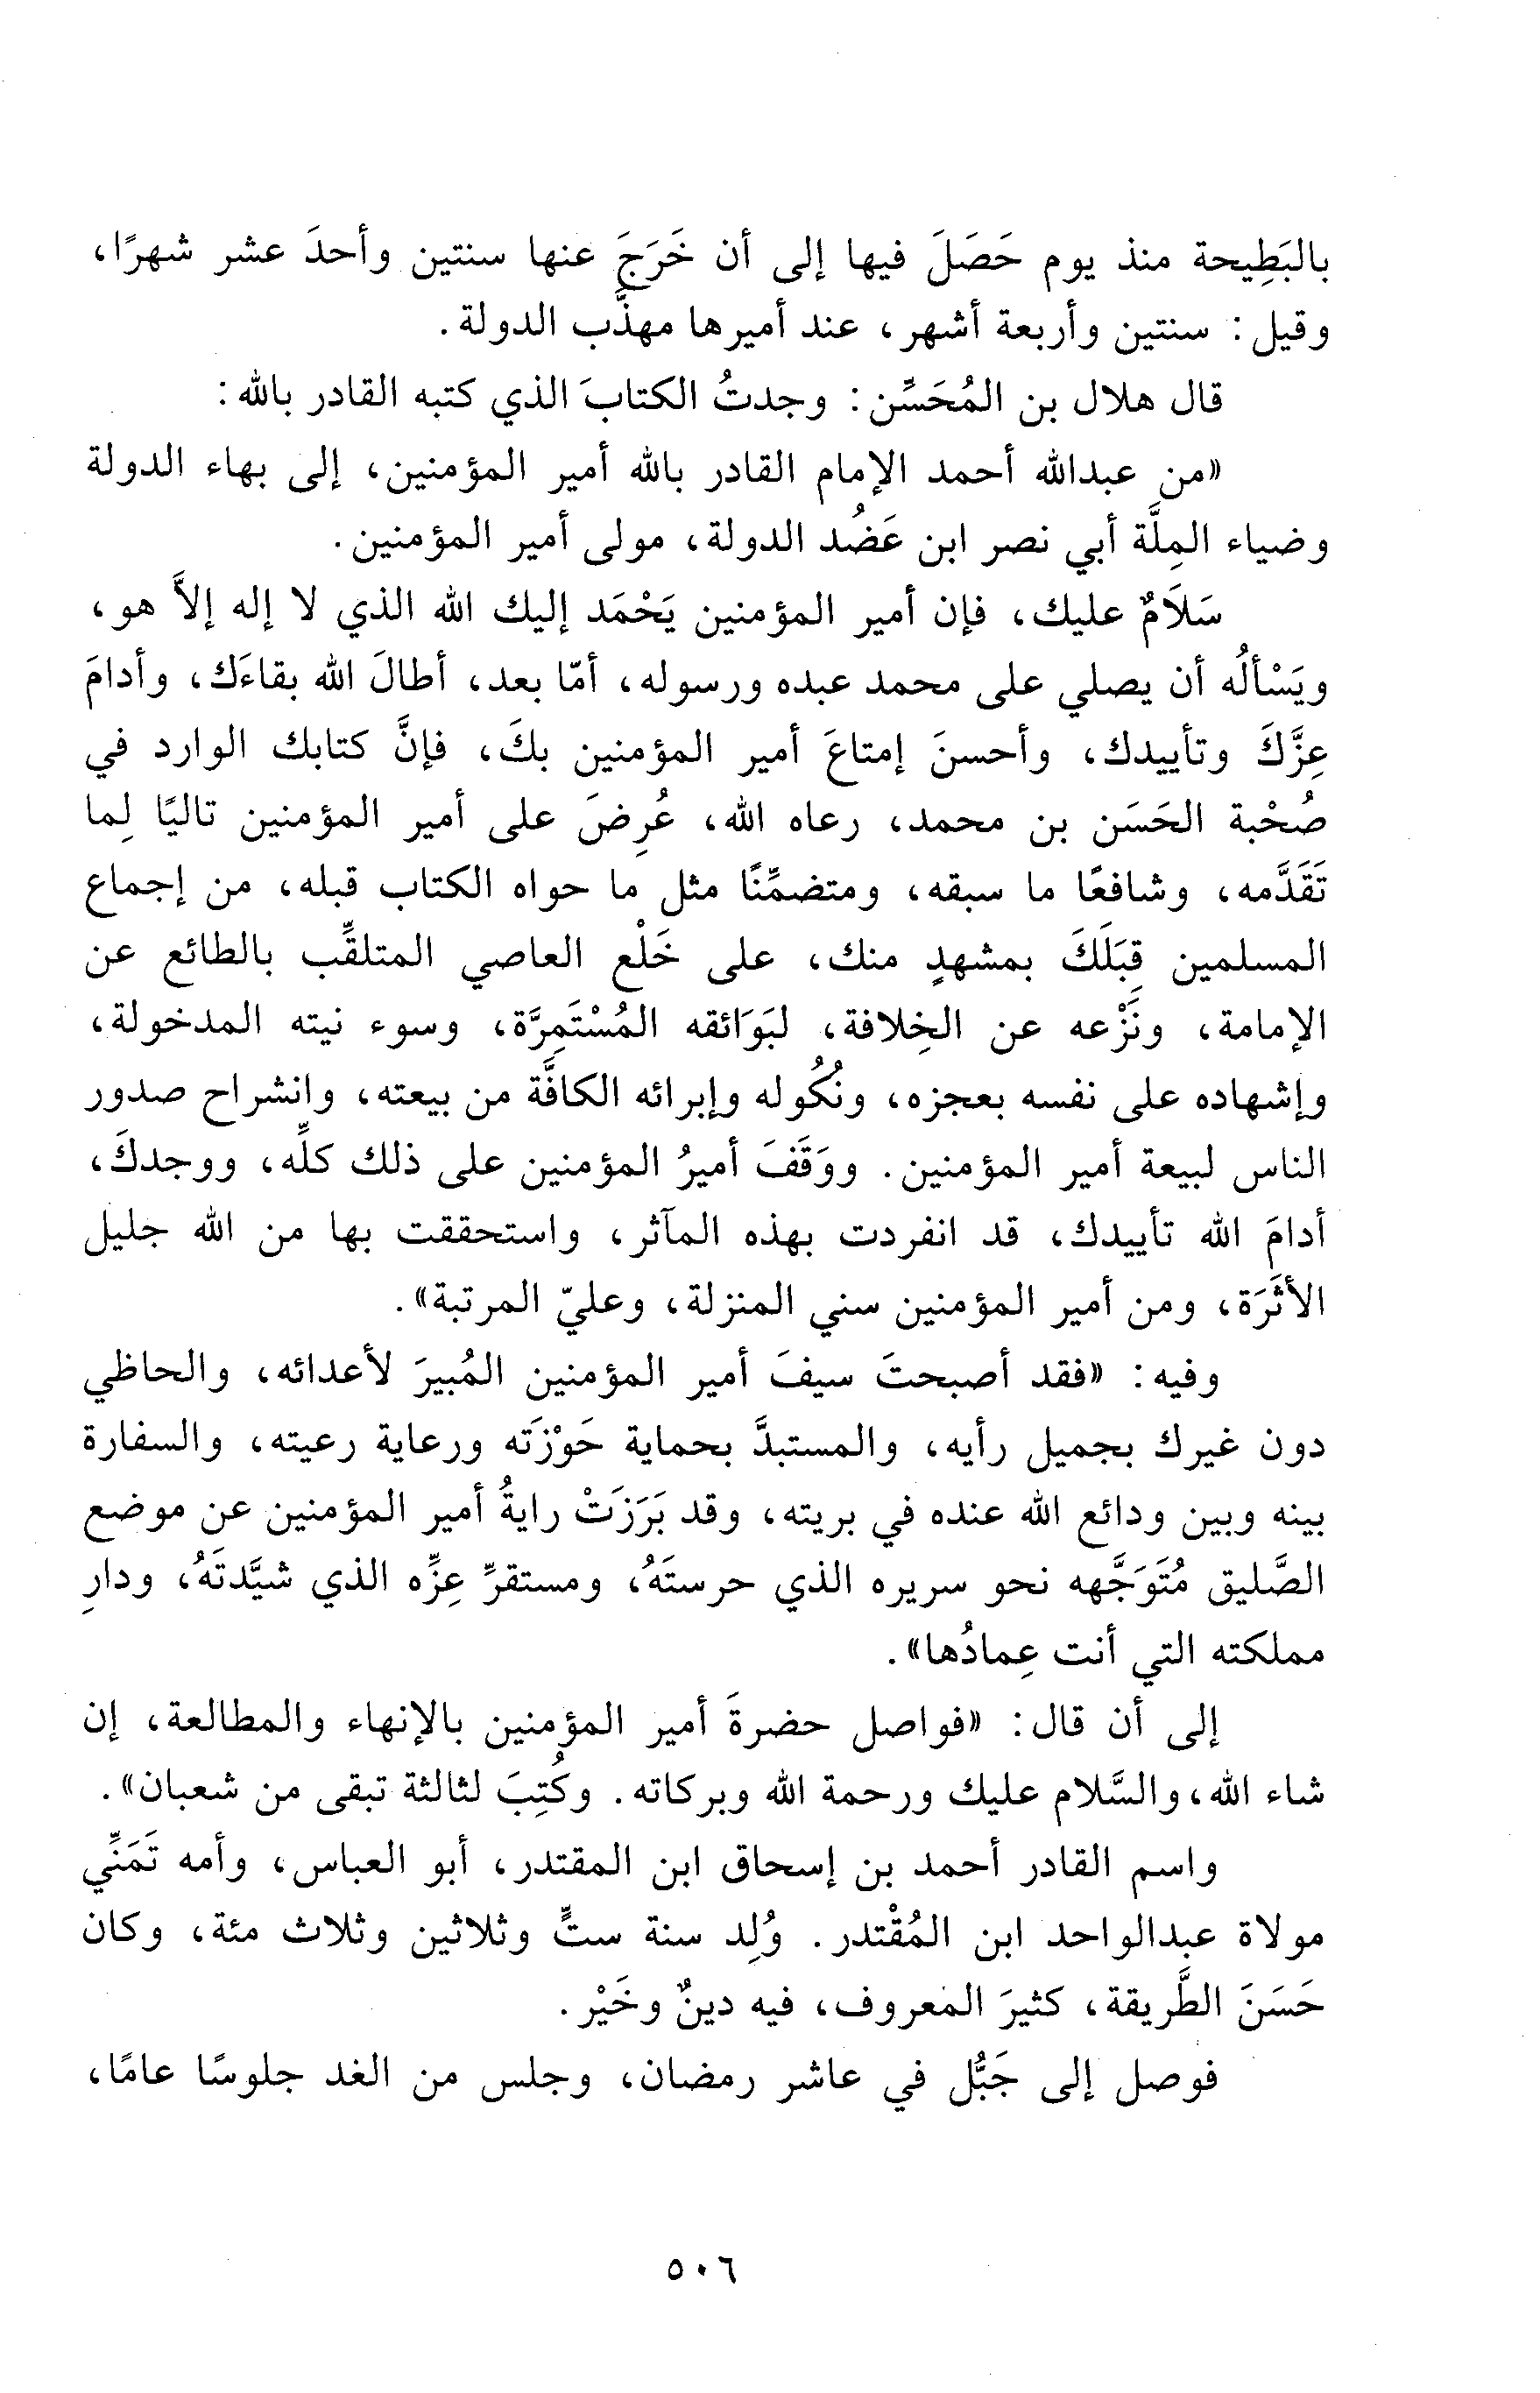 بالبَطِيحة منذ يوم حَصَلَ فيها إلى أن خَرَجَ عنها سنتين وأحدَ عشر شهرًا،
وقيل: سنتين وأربعة أشهر، عند أميرها مهذَّب الدولة.
قال هلال بن المُحَسِّن: وجدتُ الكتابَ الذي كتبه القادر بالله:
«من عبدالله أحمد الإمام القادر بالله أمير المؤمنين، إلى بهاء الدولة
وضياء المِلَّة أبي نصر ابن عَضُد الدولة، مولى أمير المؤمنين.
سَلَامٌ عليك، فإن أمير المؤمنين يَحْمَد إليك الله الذي لا إله إلاَّ هو،
ويَسْألُه أن يصلي على محمد عبده ورسوله، أمّا بعد، أطالَ الله بقاءَك، وأدامَ
عِزَّكَ وتأييدك، وأحسنَ إمتاعَ أمير المؤمنين بكَ، فإنَّ كتابك الوارد في
صُحْبة الحَسَن بن محمد، رعاه الله، عُرِضَ على أمير المؤمنين تاليًا لِما
تَقَدَّمه، وشافعًا ما سبقه، ومتضمِّنًا مثل ما حواه الكتاب قبله، من إجماع
المسلمين قِبَلَكَ بمشهدٍ منك، على خَلْع العاصي المتلقِّب بالطائع عن
الإمامة، ونَزْعه عن الخِلافة، لبَوَائقه المُسْتَمِرَّة، وسوء نيته المدخولة،
وإشهاده على نفسه بعجزه، ونُكُوله وإبرائه الكافَّة من بيعته، وانشراح صدور
الناس لبيعة أمير المؤمنين. ووَقَفَ أميرُ المؤمنين على ذلك كلِّه، ووجدكَ،
أدامَ الله تأييدك، قد انفردت بهذه المآثر، واستحققت بها من الله جليل
الأثَرَة، ومن أمير المؤمنين سني المنزلة، وعليّ المرتبة».
وفيه: «فقد أصبحتَ سيفَ أمير المؤمنين المُبيرَ لأعدائه، والحاظي
دون غيرك بجميل رأيه، والمستبدَّ بحماية حَوْزَته ورعاية رعيته، والسفارة
بينه وبين ودائع الله عنده في بريته، وقد بَرَزَتْ رايةُ أمير المؤمنين عن موضع
الصَّليق مُتَوَجَّهه نحو سريره الذي حرستَهُ، ومستقرِّ عِزِّه الذي شيَّدتَهُ، ودارِ
مملكته التي أنت عِمادُها».
إلى أن قال: «فواصل حضرةَ أمير المؤمنين بالإنهاء والمطالعة، إن
شاء الله، والسَّلام عليك ورحمة الله وبركاته. وكُتِبَ لثالثة تبقى من شعبان».
واسم القادر أحمد بن إسحاق ابن المقتدر، أبو العباس، وأمه تَمَنِّي
مولاة عبدالواحد ابن المُقْتدر. وُلِد سنة ستٍّ وثلاثين وثلاث مئة، وكان
حَسَنَ الطَّريقة، كثيرَ المعروف، فيه دينٌ وخَيْر.
فوصل إلى جَبُّل في عاشر رمضان، وجلس من الغد جلوسًا عامًا،
٥٠٦